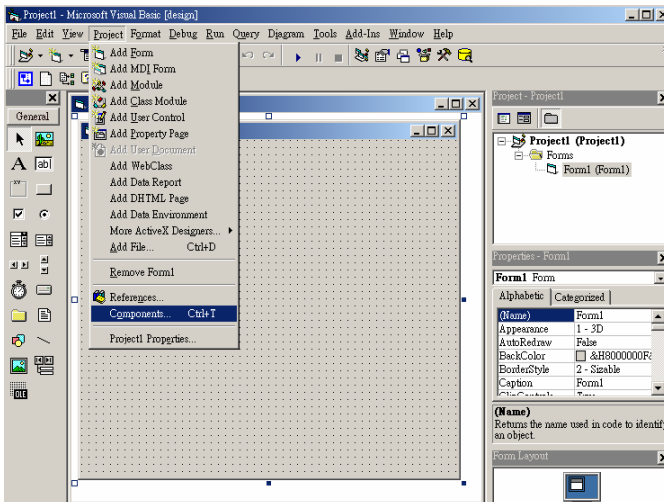 Project1 - Microsoft Visual Basic [design]
File Edit View Project Format Debug Run Query Diagram Tools Add-Ins Window Help
Add Form
Add MDI Form
Add Module
Add Class Module
Add User Control
Add Property Page
Add User Document
Add WebClass
Add Data Report
Add DHTML Page
Add Data Environment
More ActiveX Designers...
Add File... Ctrl+D
Remove Form1
References...
Components... Ctrl+T
Project1 Properties...
General
A ab|
xv
OLE
Project - Project1
Project1 (Project1)
Forms
Form1 (Form1)
Properties - Form1
Form1 Form
Alphabetic Categorized
(Name) Form1
Appearance 1 - 3D
AutoRedraw False
BackColor &H8000000F&
BorderStyle 2 - Sizable
Caption Form1
ClipControls True
(Name)
Returns the name used in code to identify
an object.
Form Layout